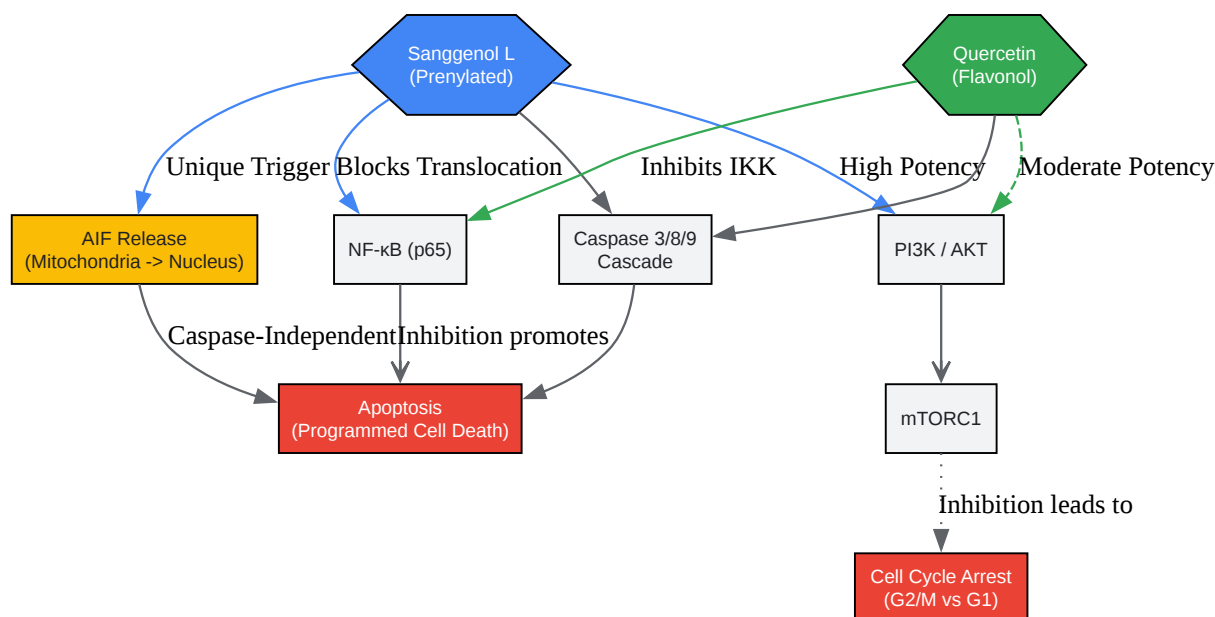 Sanggenol L
(Prenylated)
Quercetin
(Flavonol)
Unique Trigger
Blocks Translocation
Inhibits IKK
High Potency
Moderate Potency
AIF Release
(Mitochondria -> Nucleus)
NF-κB (p65)
Caspase 3/8/9
Cascade
PI3K / AKT
Caspase-Independent
Inhibition promotes
Apoptosis
(Programmed Cell Death)
mTORC1
Inhibition leads to
Cell Cycle Arrest
(G2/M vs G1)